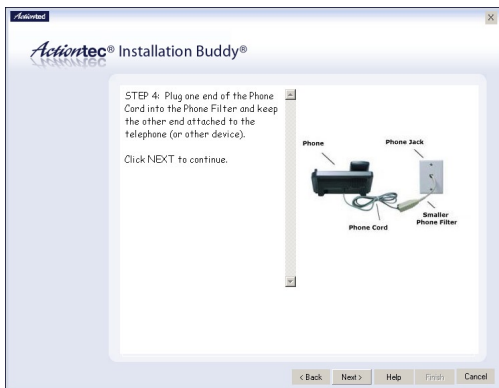 Actiontec
Actiontec® Installation Buddy®
STEP 4: Plug one end of the Phone
Cord into the Phone Filter and keep
the other end attached to the
telephone (or other device).
Click NEXT to continue.
Phone
Phone Jack
Phone Cord
Smaller
Phone Filter
< Back
Next >
Help
Finish
Cancel